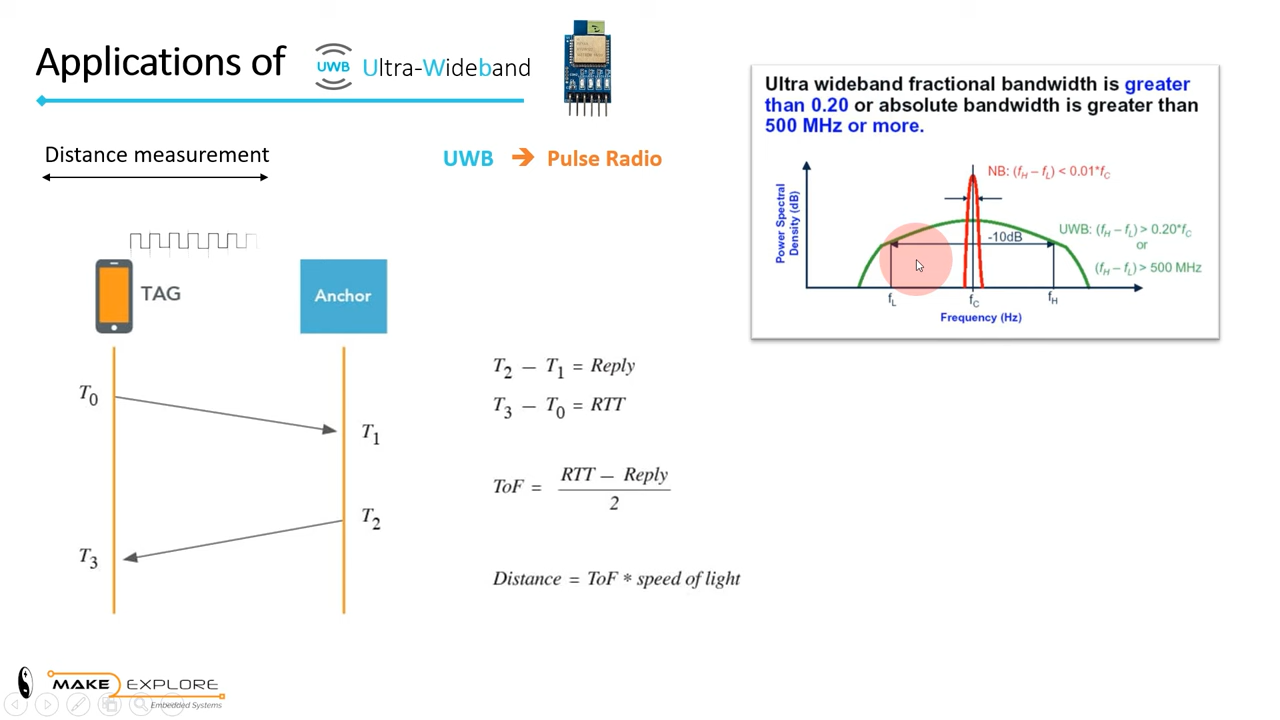 Applications of
UWB
Ultra-Wideband
Distance measurement
UWB ➔ Pulse Radio
Ultra wideband fractional bandwidth is greater
than 0.20 or absolute bandwidth is greater than
500 MHz or more.
Power Spectral
Density (dB)
NB: (fH – fL) < 0.01*fC
UWB: (fH – fL) > 0.20*fC
or
(fH – fL) > 500 MHz
-10dB
fL
fC
fH
Frequency (Hz)
TAG
Anchor
T0
T1
T2
T3
T2 − T1 = Reply
T3 − T0 = RTT
ToF = RTT − Reply
2
Distance = ToF * speed of light
MAKE2EXPLORE
Embedded Systems